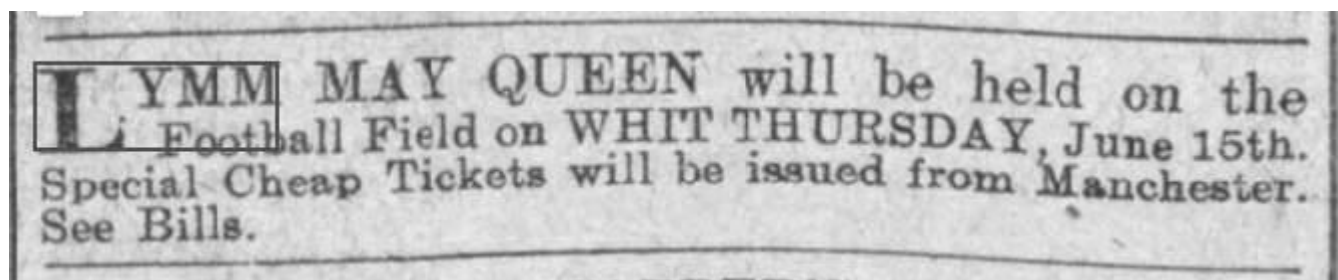 LYMM MAY QUEEN will be held on the
Football Field on WHIT THURSDAY, June 15th.
Special Cheap Tickets will be issued from Manchester.
See Bills.